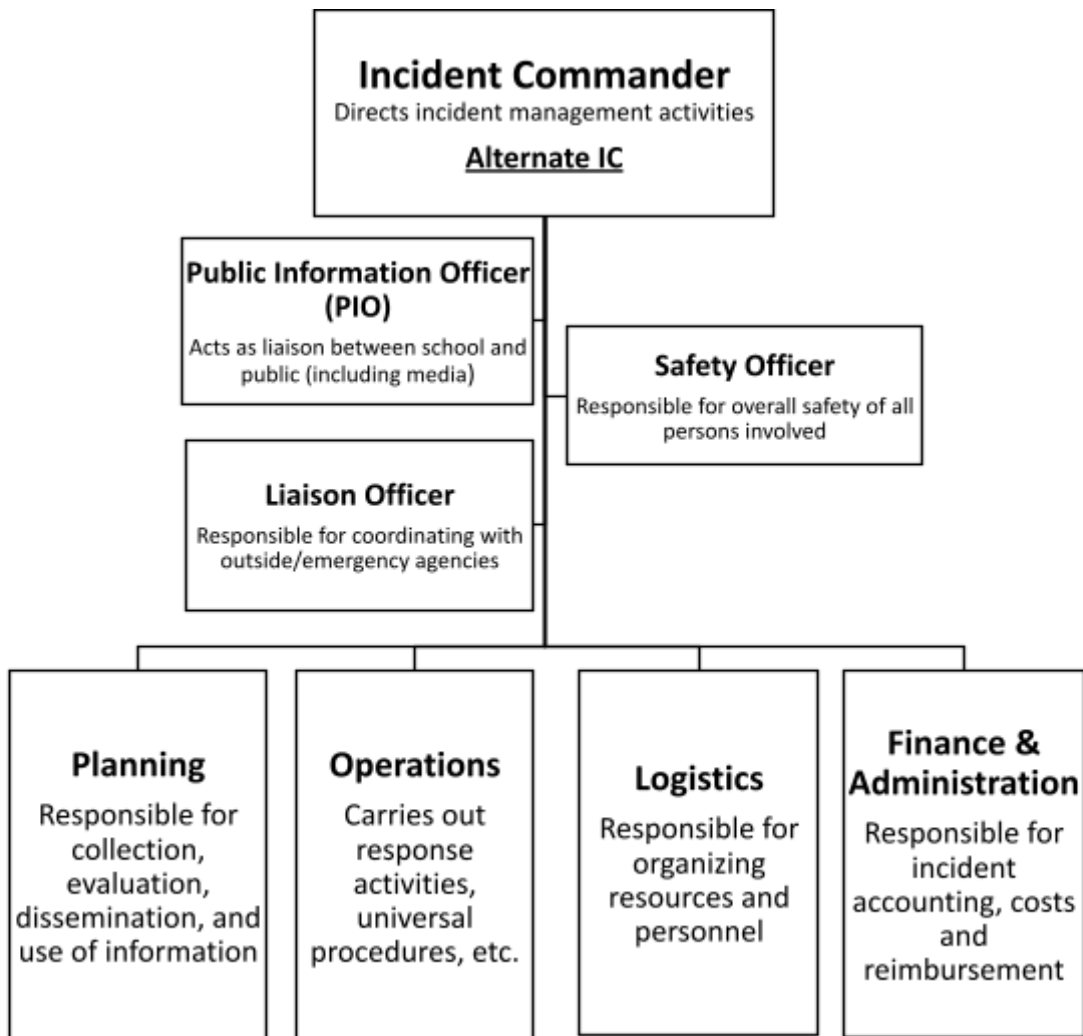 Incident Commander
Directs incident management activities
Alternate IC
Public Information Officer
(PIO)
Acts as liaison between school and
public (including media)
Safety Officer
Responsible for overall safety of all
persons involved
Liaison Officer
Responsible for coordinating with
outside/emergency agencies
Planning
Responsible for
collection,
evaluation,
dissemination, and
use of information
Operations
Carries out
response
activities,
universal
procedures, etc.
Logistics
Responsible for
organizing
resources and
personnel
Finance &
Administration
Responsible for
incident
accounting, costs
and
reimbursement